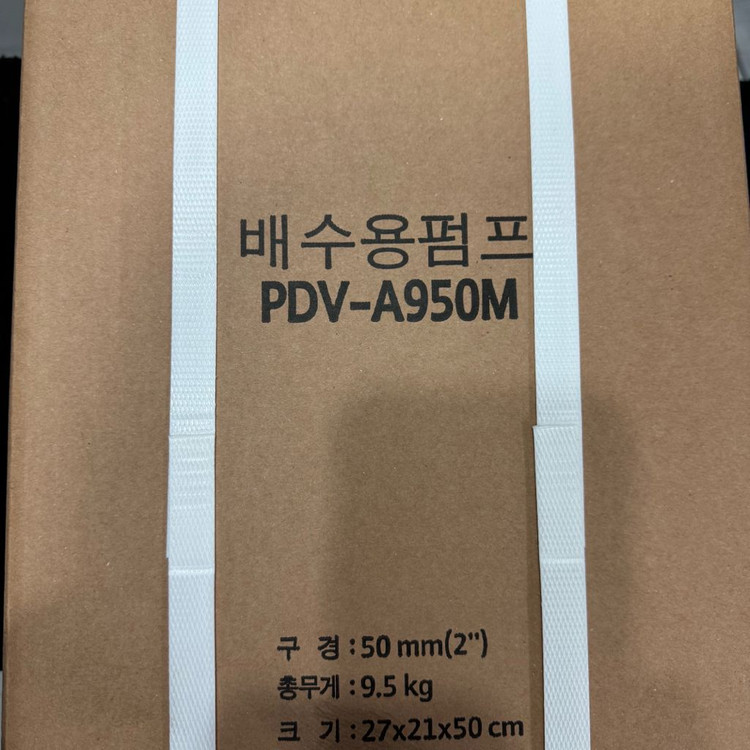 배수용펌프
PDV-A950M
구 경 : 50 mm(2")
총무게 : 9.5 kg
크 기 : 27x21x50 cm